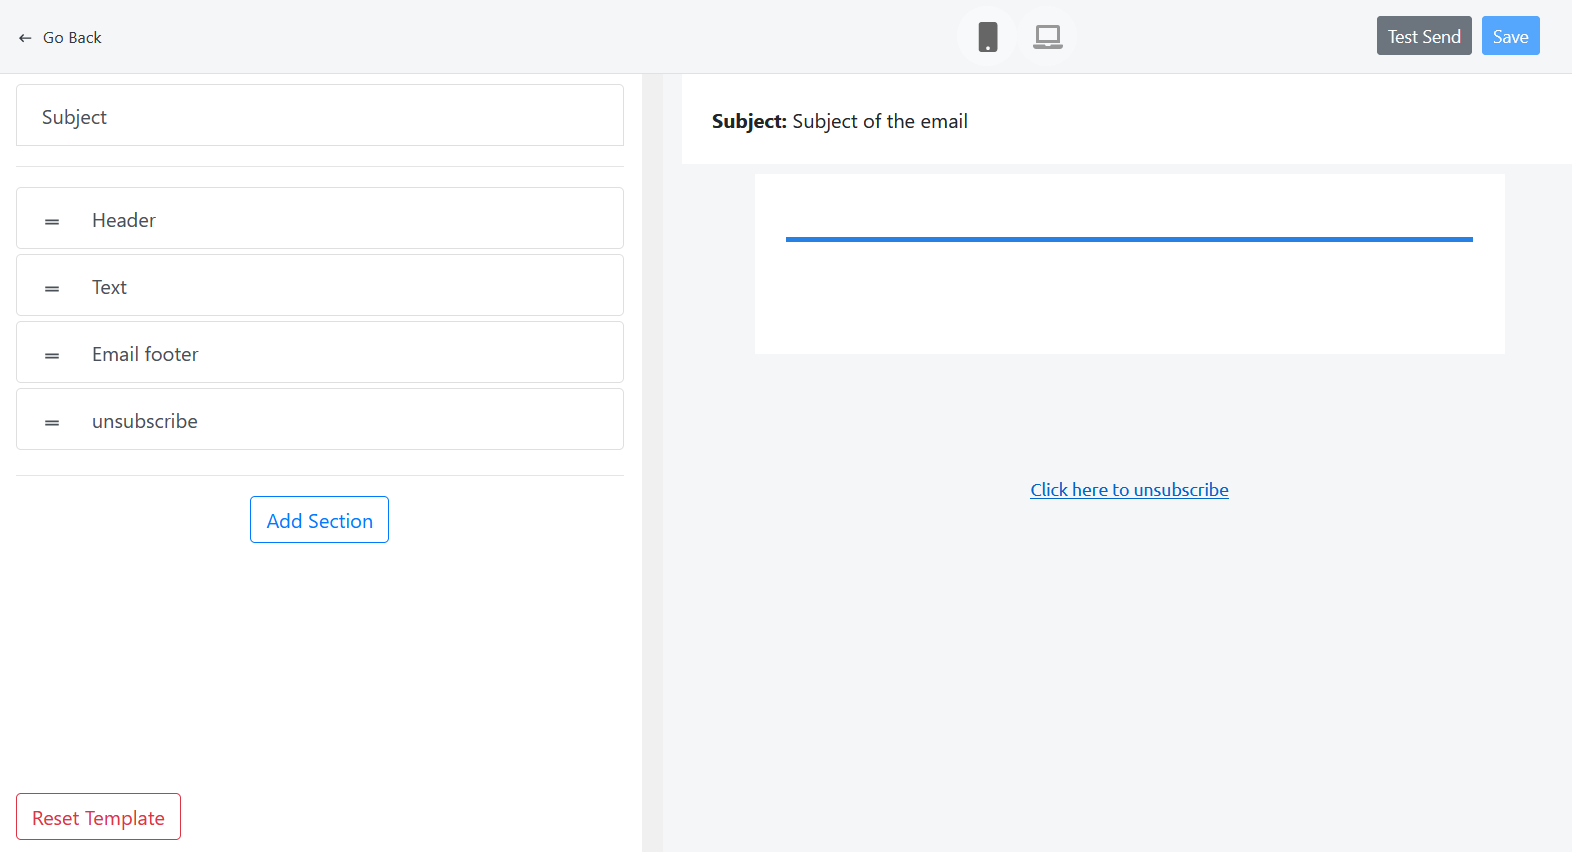 Go Back
Test Send
Save
Subject
Header
Text
Email footer
unsubscribe
Add Section
Reset Template
Subject: Subject of the email
Click here to unsubscribe